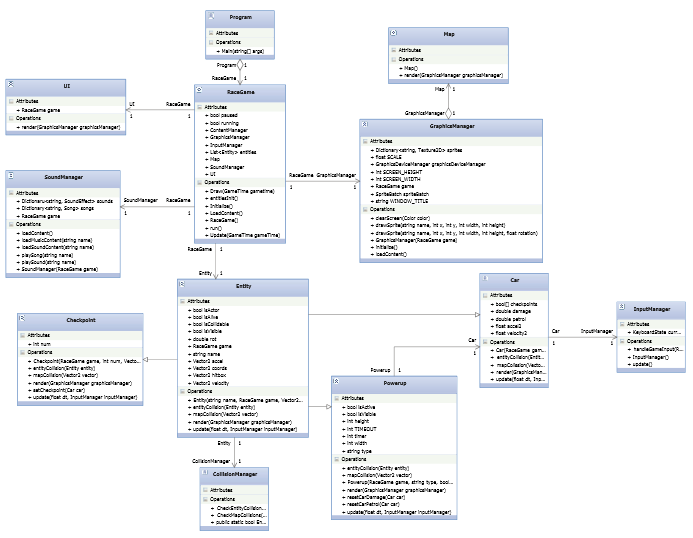 Program
Attributes
Operations
+ Main(string[] args)
Program 1
RaceGame 1
Map
Attributes
Operations
+ Map()
+ render(GraphicsManager graphicsManager)
Map 1
GraphicsManager 1
UI
Attributes
+ RaceGame game
Operations
+ render(GraphicsManager graphicsManager)
UI RaceGame
1 1
RaceGame
Attributes
+ bool paused
+ bool running
+ ContentManager
+ GraphicsManager
+ InputManager
+ List<Entity> entities
+ Map
+ SoundManager
+ UI
Operations
+ Draw(GameTime gametime)
+ entitiesInit()
+ Initialize()
+ LoadContent()
+ RaceGame()
+ run()
+ Update(GameTime gameTime)
GraphicsManager
Attributes
+ Dictionary<string, Texture2D> sprites
+ float SCALE
+ GraphicsDeviceManager graphicsDeviceManager
+ int SCREEN_HEIGHT
+ int SCREEN_WIDTH
+ RaceGame game
+ SpriteBatch spriteBatch
+ string WINDOW_TITLE
Operations
+ clearScreen(Color color)
+ drawSprite(string name, int x, int y, int width, int height)
+ drawSprite(string name, int x, int y, int width, int height, float rotation)
+ GraphicsManager(RaceGame game)
+ initialize()
+ loadContent()
RaceGame GraphicsManager
1 1
SoundManager
Attributes
+ Dictionary<string, SoundEffect> sounds
+ Dictionary<string, Song> songs
+ RaceGame game
Operations
+ loadContent()
+ loadMusicContent(string name)
+ loadSoundContent(string name)
+ playSong(string name)
+ playSound(string name)
+ SoundManager(RaceGame game)
SoundManager RaceGame
1 1
RaceGame 1
Entity 1
Entity
Attributes
+ bool isActor
+ bool isAlive
+ bool isCollidable
+ bool isVisible
+ double rot
+ RaceGame game
+ string name
+ Vector2 accel
+ Vector2 coords
+ Vector2 hitbox
+ Vector2 velocity
Operations
+ Entity(string name, RaceGame game, Vector2...
+ entityCollision(Entity entity)
+ mapCollision(Vector2 vector)
+ render(GraphicsManager graphicsManager)
+ update(float dt, InputManager inputManager)
Checkpoint
Attributes
+ int num
Operations
+ Checkpoint(RaceGame game, int num, Vecto...
+ entityCollision(Entity entity)
+ mapCollision(Vector2 vector)
+ render(GraphicsManager graphicsManager)
+ setCheckpoint(Car car)
+ update(float dt, InputManager inputManager)
Car
Attributes
+ bool[] checkpoints
+ double damage
+ double petrol
+ float accel2
+ float velocity2
Operations
+ Car(RaceGame gam...
+ entityCollision(Entit...
+ mapCollision(Vecto...
+ render(GraphicsMa...
+ update(float dt, Inp...
InputManager
Attributes
+ KeyboardState curr...
Operations
+ handleGameInput(R...
+ InputManager()
+ update()
Car InputManager
1 1
Car
1
Powerup 1
Powerup
Attributes
+ bool isActive
+ bool isVisible
+ int height
+ int TIMEOUT
+ int timer
+ int width
+ string type
Operations
+ entityCollision(Entity entity)
+ mapCollision(Vector2 vector)
+ Powerup(RaceGame game, string type, bool...
+ render(GraphicsManager graphicsManager)
+ resetCarDamage(Car car)
+ resetCarPetrol(Car car)
+ update(float dt, InputManager inputManager)
Entity 1
CollisionManager 1
CollisionManager
Attributes
Operations
+ CheckEntityCollision...
+ CheckMapCollisions(...
+ public static bool En...